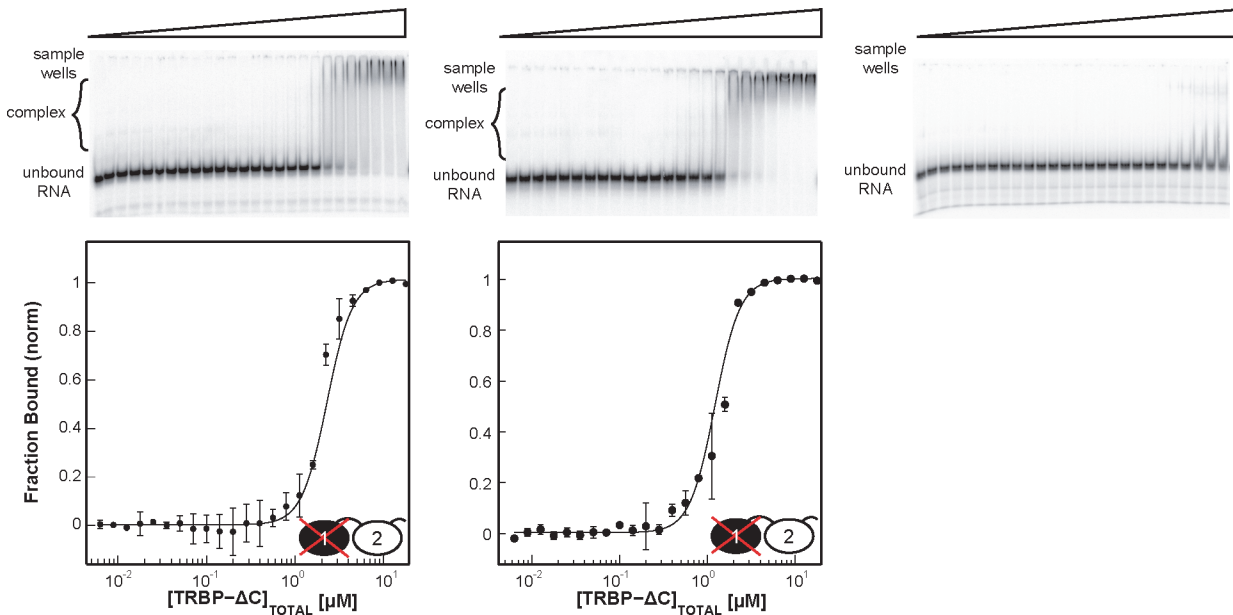 sample
wells
complex
unbound
RNA
sample
wells
complex
unbound
RNA
sample
wells
unbound
RNA
Fraction Bound (norm)
1
0.8
0.6
0.4
0.2
0
10⁻² 10⁻¹ 10⁰ 10¹
[TRBP−ΔC]TOTAL [µM]
1 2
1
0.8
0.6
0.4
0.2
0
10⁻² 10⁻¹ 10⁰ 10¹
[TRBP−ΔC]TOTAL [µM]
1 2